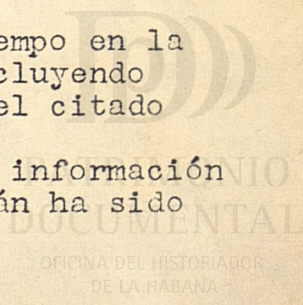 empo en la
cluyendo
el citado
información
án ha sido
PATRIMONIO
DOCUMENTAL
OFICINA DEL HISTORIADOR
DE LA HABANA